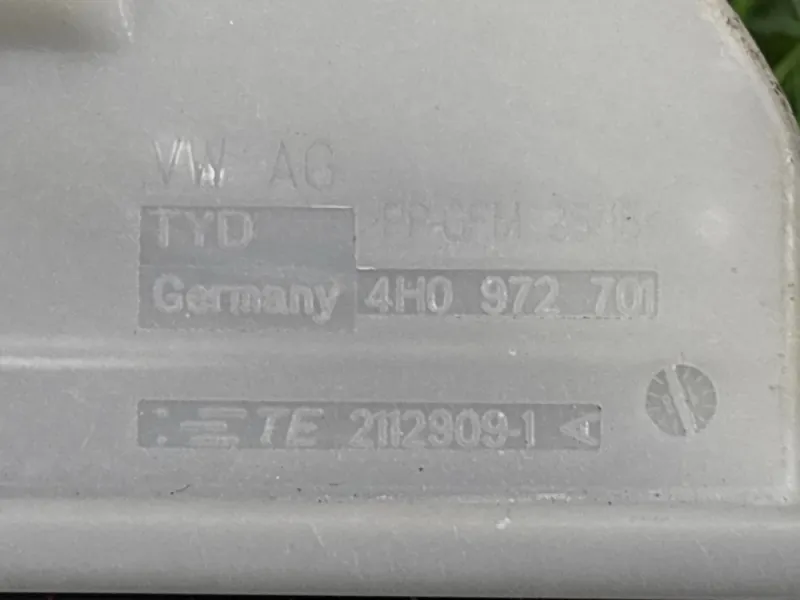 VW AG
TYD
Germany 4H0 972 701
TE 2112909-1 A